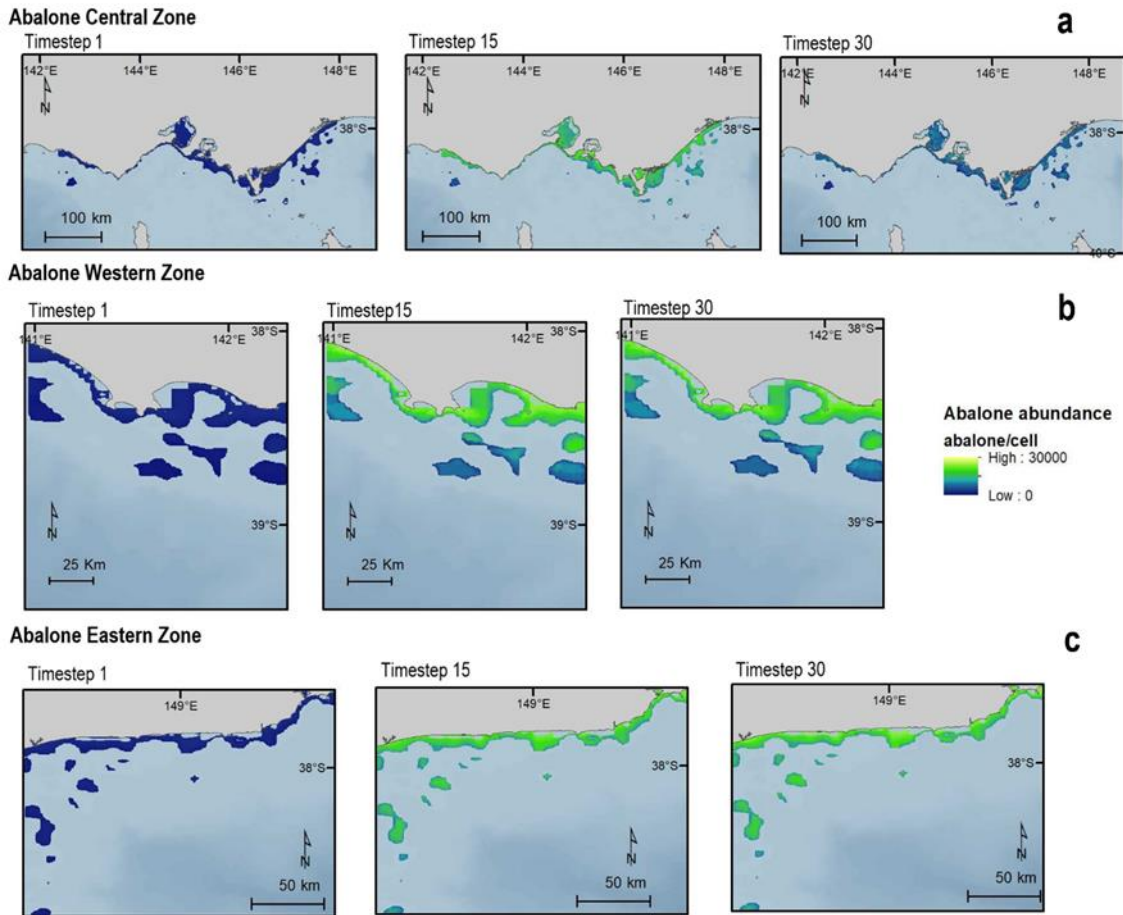 Abalone Central Zone
a
Timestep 1
Timestep 15
Timestep 30
142°E 144°E 146°E 148°E
142°E 144°E 146°E 148°E
142°E 144°E 146°E 148°E
N
N
N
38°S
38°S
38°S
100 km
100 km
100 km
40°S
Abalone Western Zone
b
Timestep 1
Timestep15
Timestep 30
141°E 142°E 38°S
141°E 142°E 38°S
141°E 142°E 38°S
Abalone abundance
abalone/cell
High : 30000
Low : 0
N
N
N
39°S
39°S
39°S
25 Km
25 Km
25 Km
Abalone Eastern Zone
c
Timestep 1
Timestep 15
Timestep 30
149°E
149°E
149°E
38°S
38°S
38°S
N
N
N
50 km
50 km
50 km